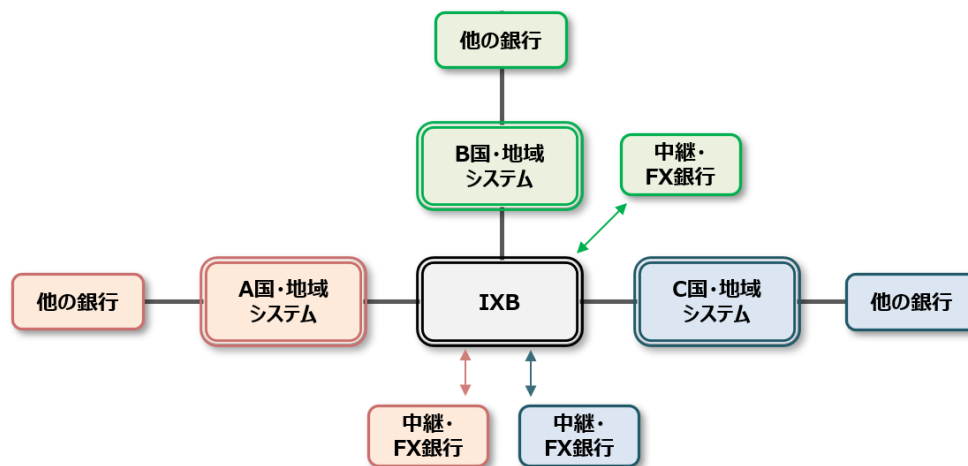 他の銀行
B国・地域
システム
中継・
FX銀行
他の銀行
A国・地域
システム
IXB
C国・地域
システム
他の銀行
中継・
FX銀行
中継・
FX銀行